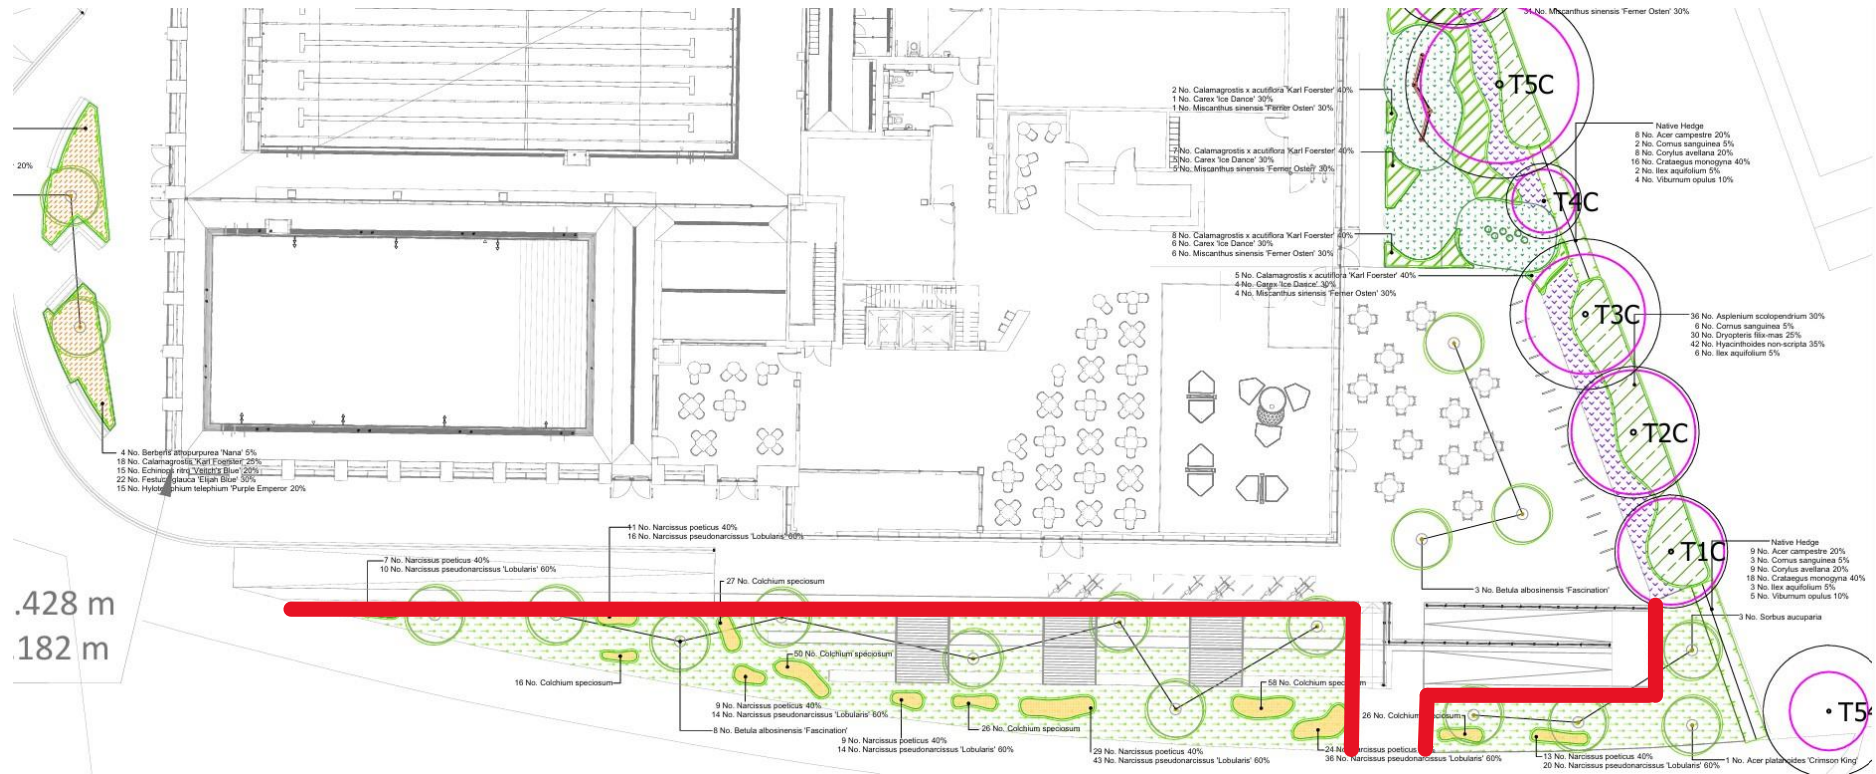 31 No. Miscanthus sinensis 'Ferner Osten' 30%
T5C
2 No. Calamagrostis x acutiflora 'Karl Foerster' 40%
1 No. Carex 'Ice Dance' 30%
1 No. Miscanthus sinensis 'Ferner Osten' 30%
Native Hedge
8 No. Acer campestre 20%
2 No. Cornus sanguinea 5%
8 No. Corylus avellana 20%
16 No. Crataegus monogyna 40%
2 No. Ilex aquifolium 5%
4 No. Viburnum opulus 10%
20%
7 No. Calamagrostis x acutiflora 'Karl Foerster' 40%
5 No. Carex 'Ice Dance' 30%
5 No. Miscanthus sinensis 'Ferner Osten' 30%
T4C
8 No. Calamagrostis x acutiflora 'Karl Foerster' 40%
6 No. Carex 'Ice Dance' 30%
6 No. Miscanthus sinensis 'Ferner Osten' 30%
5 No. Calamagrostis x acutiflora 'Karl Foerster' 40%
4 No. Carex 'Ice Dance' 30%
4 No. Miscanthus sinensis 'Ferner Osten' 30%
T3C
36 No. Asplenium scolopendrium 30%
6 No. Cornus sanguinea 5%
30 No. Dryopteris filix-mas 25%
42 No. Hyacinthoides non-scripta 35%
6 No. Ilex aquifolium 5%
T2C
4 No. Berberis atropurpurea 'Nana' 5%
18 No. Calamagrostis 'Karl Foerster' 25%
15 No. Echinops ritro 'Veitch's Blue' 20%
22 No. Festuca glauca 'Elijah Blue' 30%
15 No. Hylotelephium telephium 'Purple Emperor' 20%
11 No. Narcissus poeticus 40%
16 No. Narcissus pseudonarcissus 'Lobularis' 60%
T1C
Native Hedge
9 No. Acer campestre 20%
3 No. Cornus sanguinea 5%
9 No. Corylus avellana 20%
18 No. Crataegus monogyna 40%
3 No. Ilex aquifolium 5%
5 No. Viburnum opulus 10%
7 No. Narcissus poeticus 40%
10 No. Narcissus pseudonarcissus 'Lobularis' 60%
27 No. Colchium speciosum
3 No. Betula albosinensis 'Fascination'
.428 m
3 No. Sorbus aucuparia
.182 m
50 No. Colchium speciosum
16 No. Colchium speciosum
58 No. Colchium speciosum
9 No. Narcissus poeticus 40%
14 No. Narcissus pseudonarcissus 'Lobularis' 60%
26 No. Colchium speciosum
T54
8 No. Betula albosinensis 'Fascination'
26 No. Colchium speciosum
9 No. Narcissus poeticus 40%
14 No. Narcissus pseudonarcissus 'Lobularis' 60%
29 No. Narcissus poeticus 40%
43 No. Narcissus pseudonarcissus 'Lobularis' 60%
24 No. Narcissus poeticus
36 No. Narcissus pseudonarcissus 'Lobularis' 60%
13 No. Narcissus poeticus 40%
20 No. Narcissus pseudonarcissus 'Lobularis' 60%
1 No. Acer platanoides 'Crimson King'